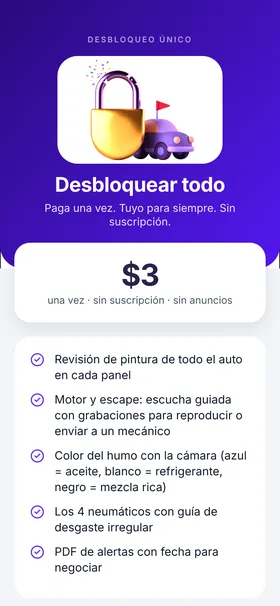 DESBLOQUEO ÚNICO
Desbloquear todo
Paga una vez. Tuyo para siempre. Sin
suscripción.
$3
una vez · sin suscripción · sin anuncios
Revisión de pintura de todo el auto
en cada panel
Motor y escape: escucha guiada
con grabaciones para reproducir o
enviar a un mecánico
Color del humo con la cámara (azul
= aceite, blanco = refrigerante,
negro = mezcla rica)
Los 4 neumáticos con guía de
desgaste irregular
PDF de alertas con fecha para
negociar